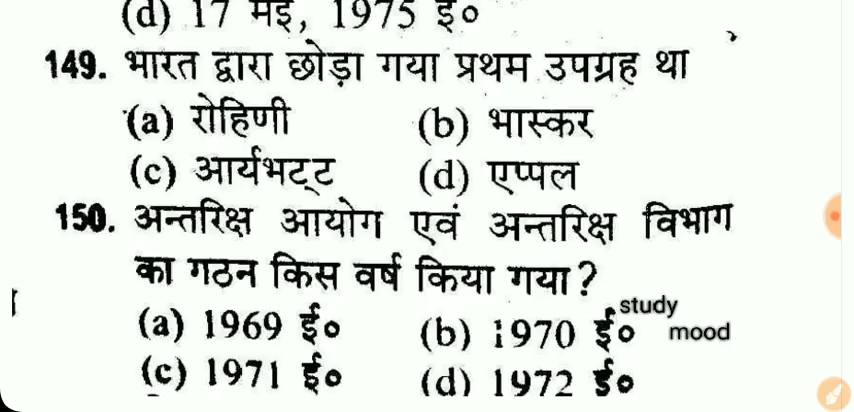 (d) 17 मई, 1975 ई०
149. भारत द्वारा छोड़ा गया प्रथम उपग्रह था
(a) रोहिणी (b) भास्कर
(c) आर्यभट्ट (d) एप्पल
150. अन्तरिक्ष आयोग एवं अन्तरिक्ष विभाग
का गठन किस वर्ष किया गया?
(a) 1969 ई० (b) 1970 ई०
study
mood
(c) 1971 ई० (d) 1972 ई०